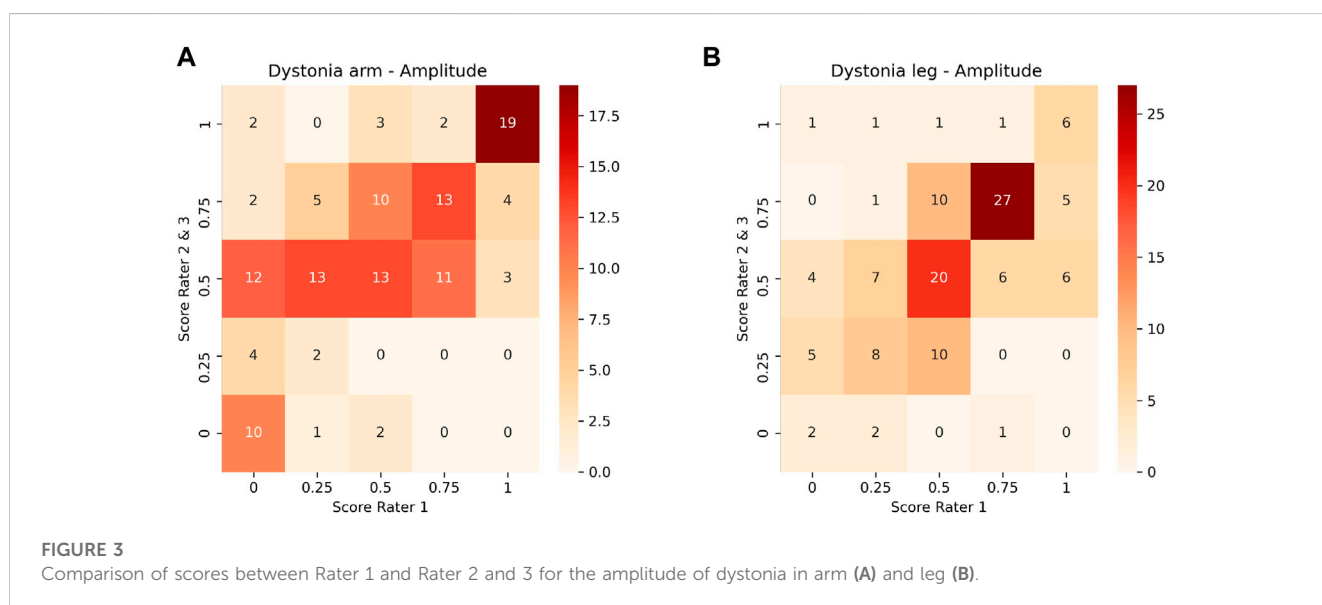 A
Dystonia arm - Amplitude
Score Rater 2 & 3
1
0.75
0.5
0.25
0
2 0 3 2 19
2 5 10 13 4
12 13 13 11 3
4 2 0 0 0
10 1 2 0 0
0 0.25 0.5 0.75 1
Score Rater 1
17.5
15.0
12.5
10.0
7.5
5.0
2.5
0.0
B
Dystonia leg - Amplitude
Score Rater 2 & 3
1
0.75
0.5
0.25
0
1 1 1 1 6
0 1 10 27 5
4 7 20 6 6
5 8 10 0 0
2 2 0 1 0
0 0.25 0.5 0.75 1
Score Rater 1
25
20
15
10
5
0
FIGURE 3
Comparison of scores between Rater 1 and Rater 2 and 3 for the amplitude of dystonia in arm (A) and leg (B).